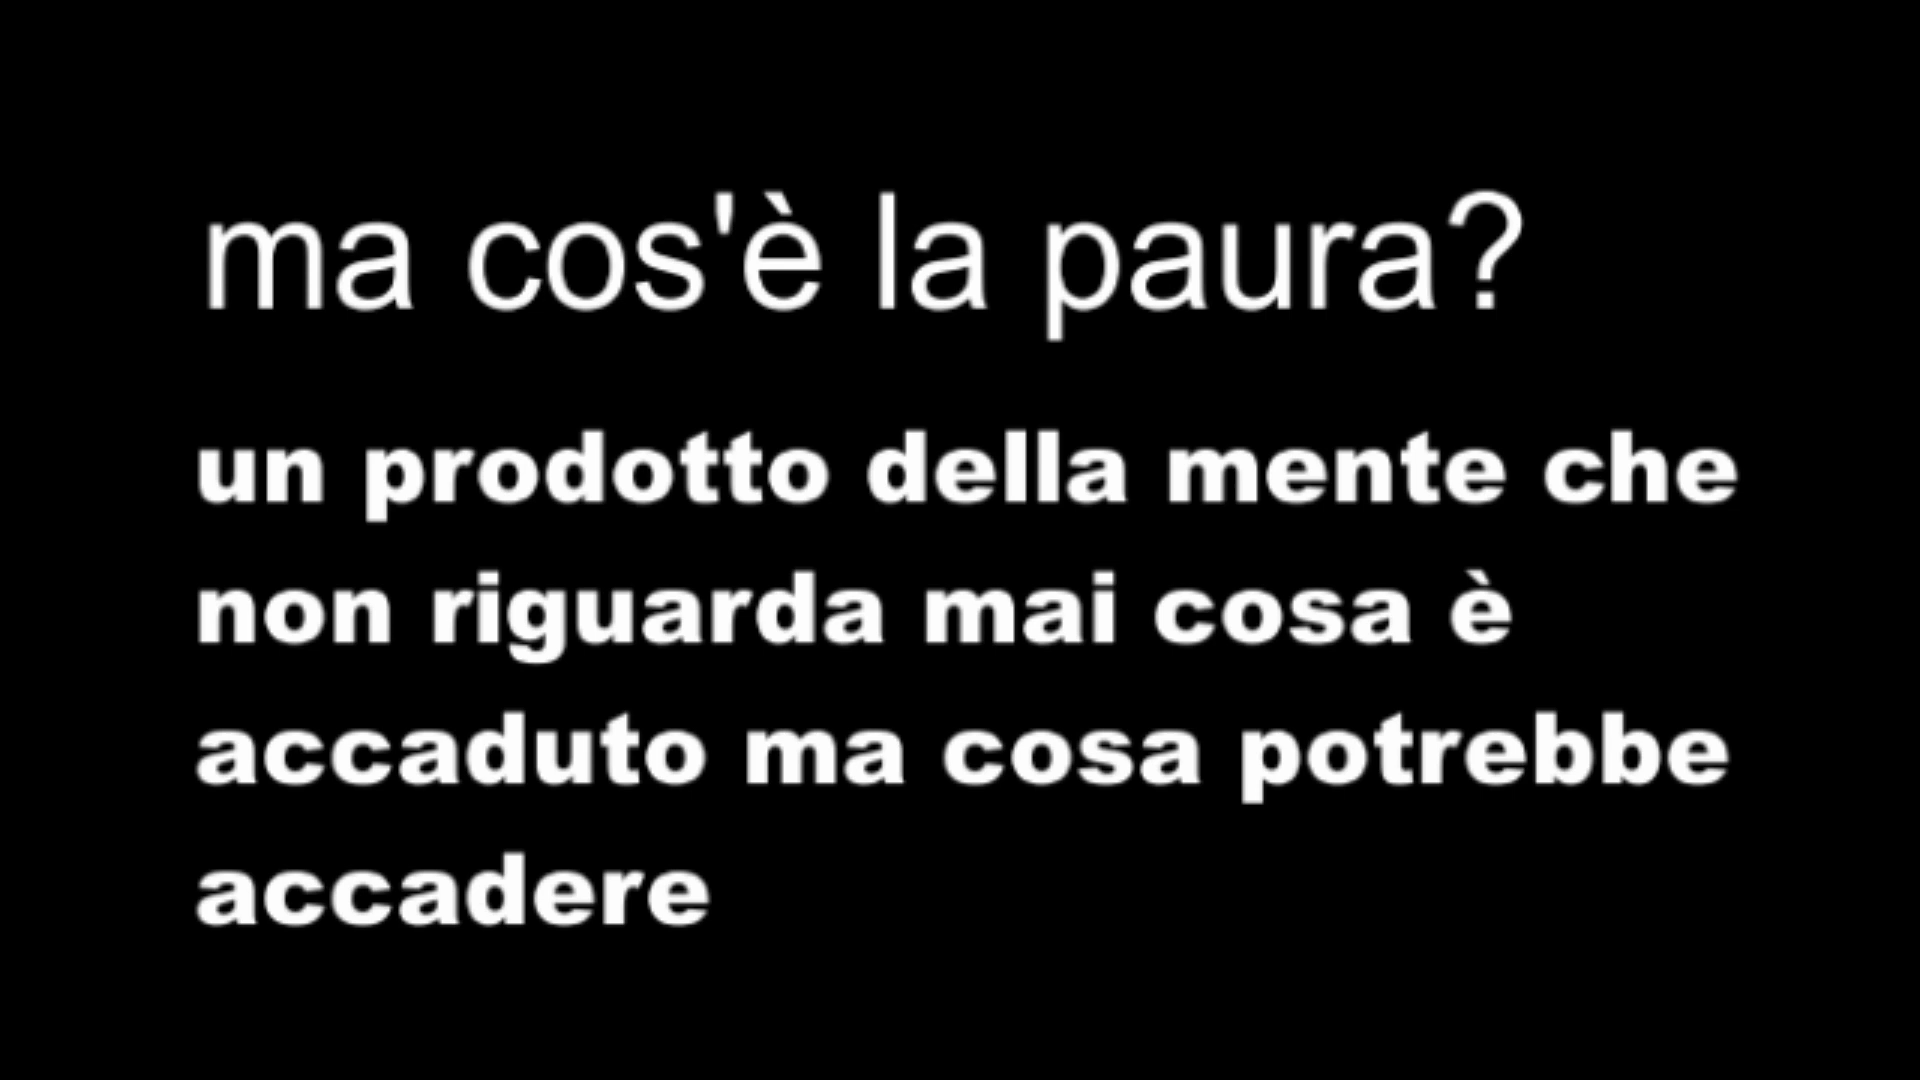 ma cos'è la paura?
un prodotto della mente che
non riguarda mai cosa è
accaduto ma cosa potrebbe
accadere